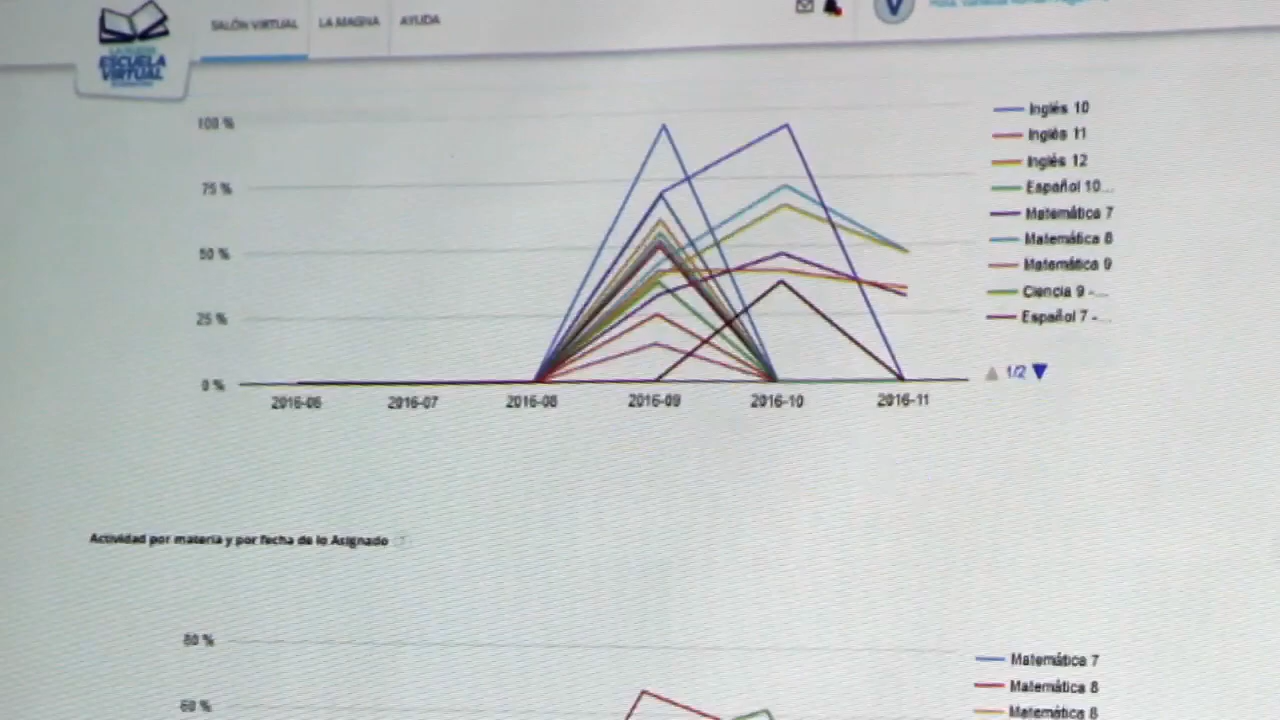 SALÓN VIRTUAL LA MAGNA AYUDA
V
ESCUELA
VIRTUAL
100 %
75 %
50 %
25 %
0 %
2016-06 2016-07 2016-08 2016-09 2016-10 2016-11
Inglés 10
Inglés 11
Inglés 12
Español 10...
Matemática 7
Matemática 8
Matemática 9
Ciencia 9 -...
Español 7 -...
1/2
Actividad por materia y por fecha de lo Asignado
80 %
60 %
Matemática 7
Matemática 8
Matemática 8